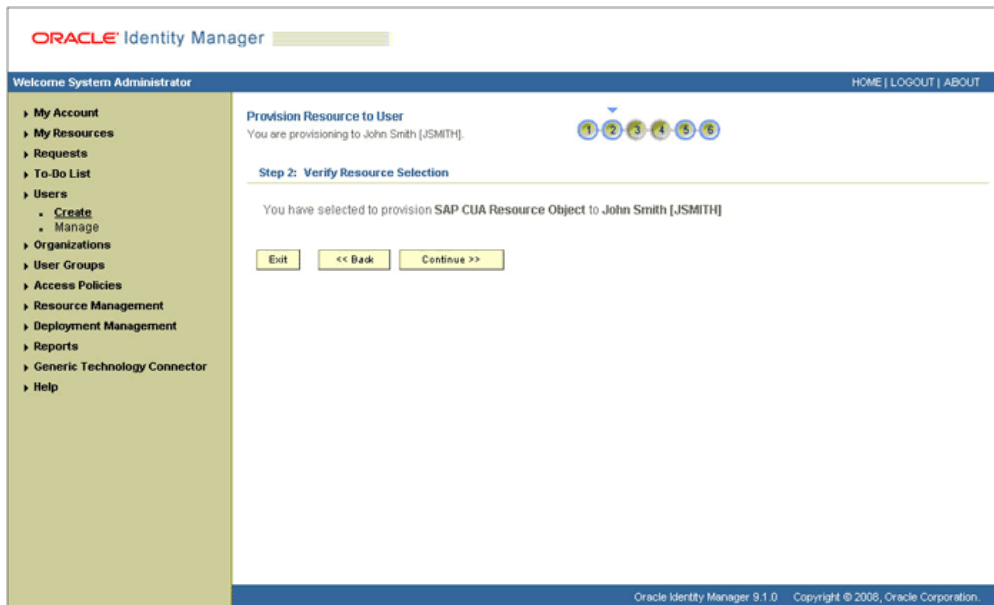 ORACLE Identity Manager
Welcome System Administrator
HOME | LOGOUT | ABOUT
My Account
My Resources
Requests
To-Do List
Users
Create
Manage
Organizations
User Groups
Access Policies
Resource Management
Deployment Management
Reports
Generic Technology Connector
Help
Provision Resource to User
You are provisioning to John Smith [JSMITH].
1 2 3 4 5 6
Step 2: Verify Resource Selection
You have selected to provision SAP CUA Resource Object to John Smith [JSMITH]
Exit
<< Back
Continue >>
Oracle Identity Manager 9.1.0 Copyright © 2008, Oracle Corporation.